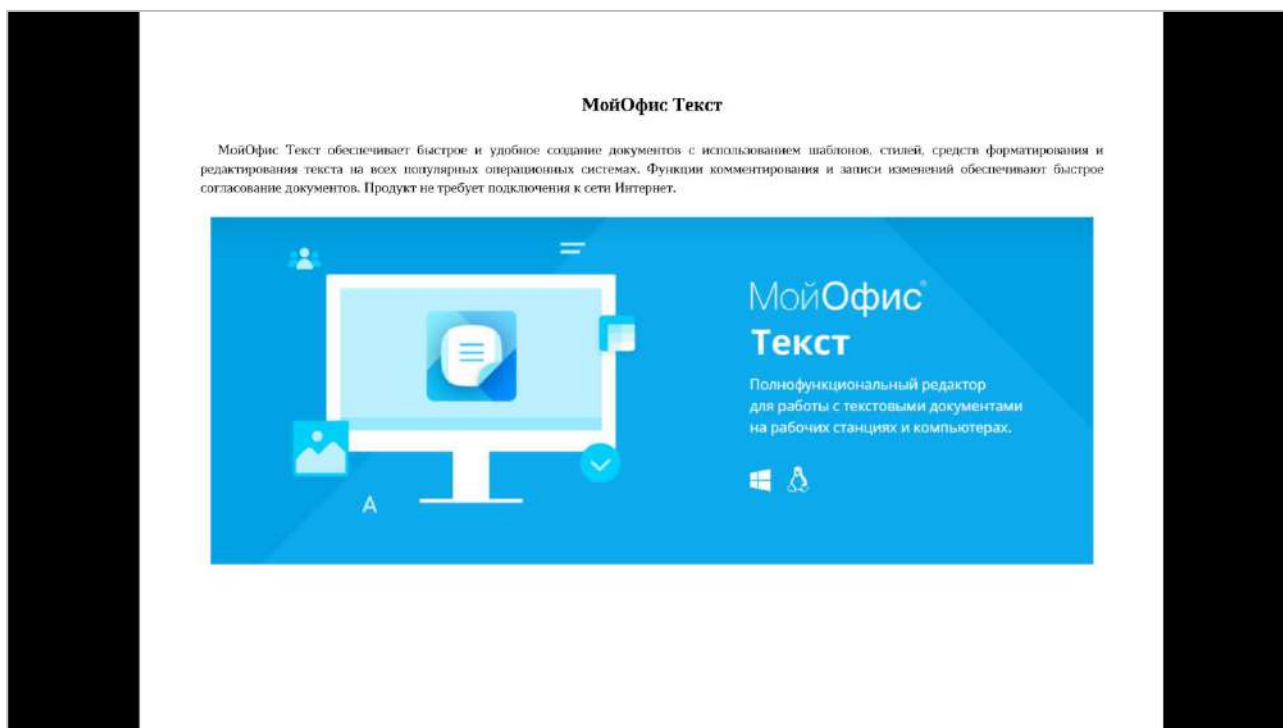 МойОфис Текст
МойОфис Текст обеспечивает быстрое и удобное создание документов с использованием шаблонов, стилей, средств форматирования и
редактирования текста на всех популярных операционных системах. Функции комментирования и записи изменений обеспечивают быстрое
согласование документов. Продукт не требует подключения к сети Интернет.
МойОфис®
Текст
Полнофункциональный редактор
для работы с текстовыми документами
на рабочих станциях и компьютерах.
A